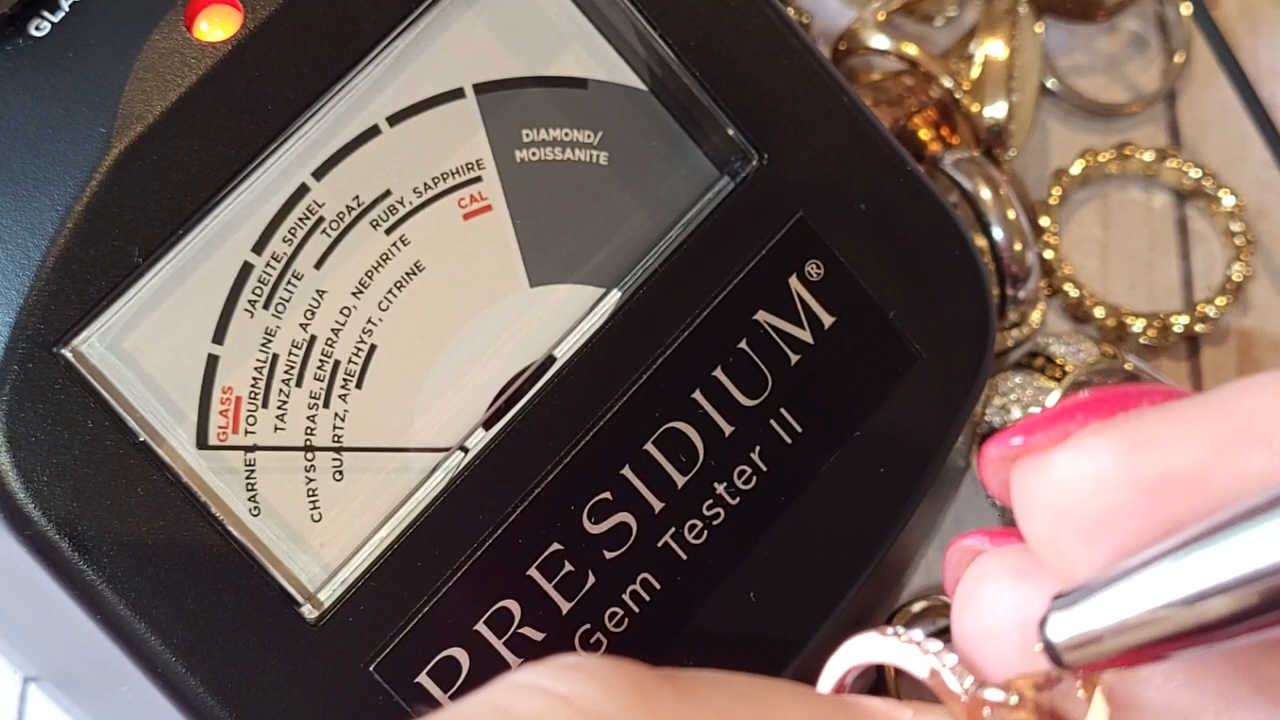 GLA
DIAMOND/
MOISSANITE
RUBY, SAPPHIRE
CAL
TOPAZ
JADEITE, SPINEL
GLASS
GARNET, TOURMALINE, IOLITE
TANZANITE, AQUA
CHRYSOPRASE, EMERALD, NEPHRITE
QUARTZ, AMETHYST, CITRINE
PRESIDIUM®
Gem Tester II